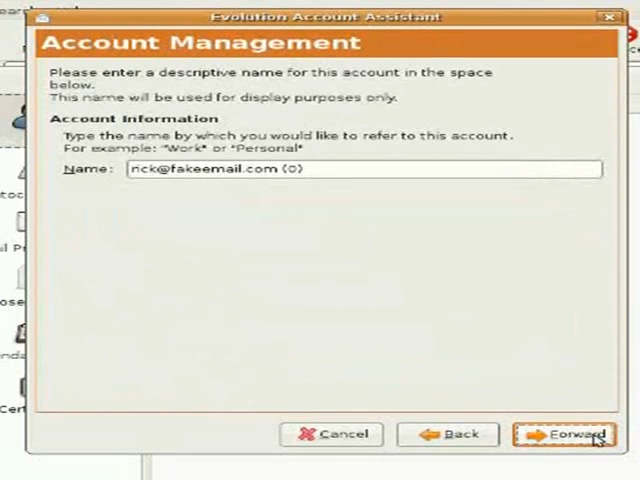 Evolution Account Assistant
Account Management
Please enter a descriptive name for this account in the space
below.
This name will be used for display purposes only.
Account Information
Type the name by which you would like to refer to this account.
For example: "Work" or "Personal"
Name: rick@fakeemail.com (0)
Cancel Back Forward